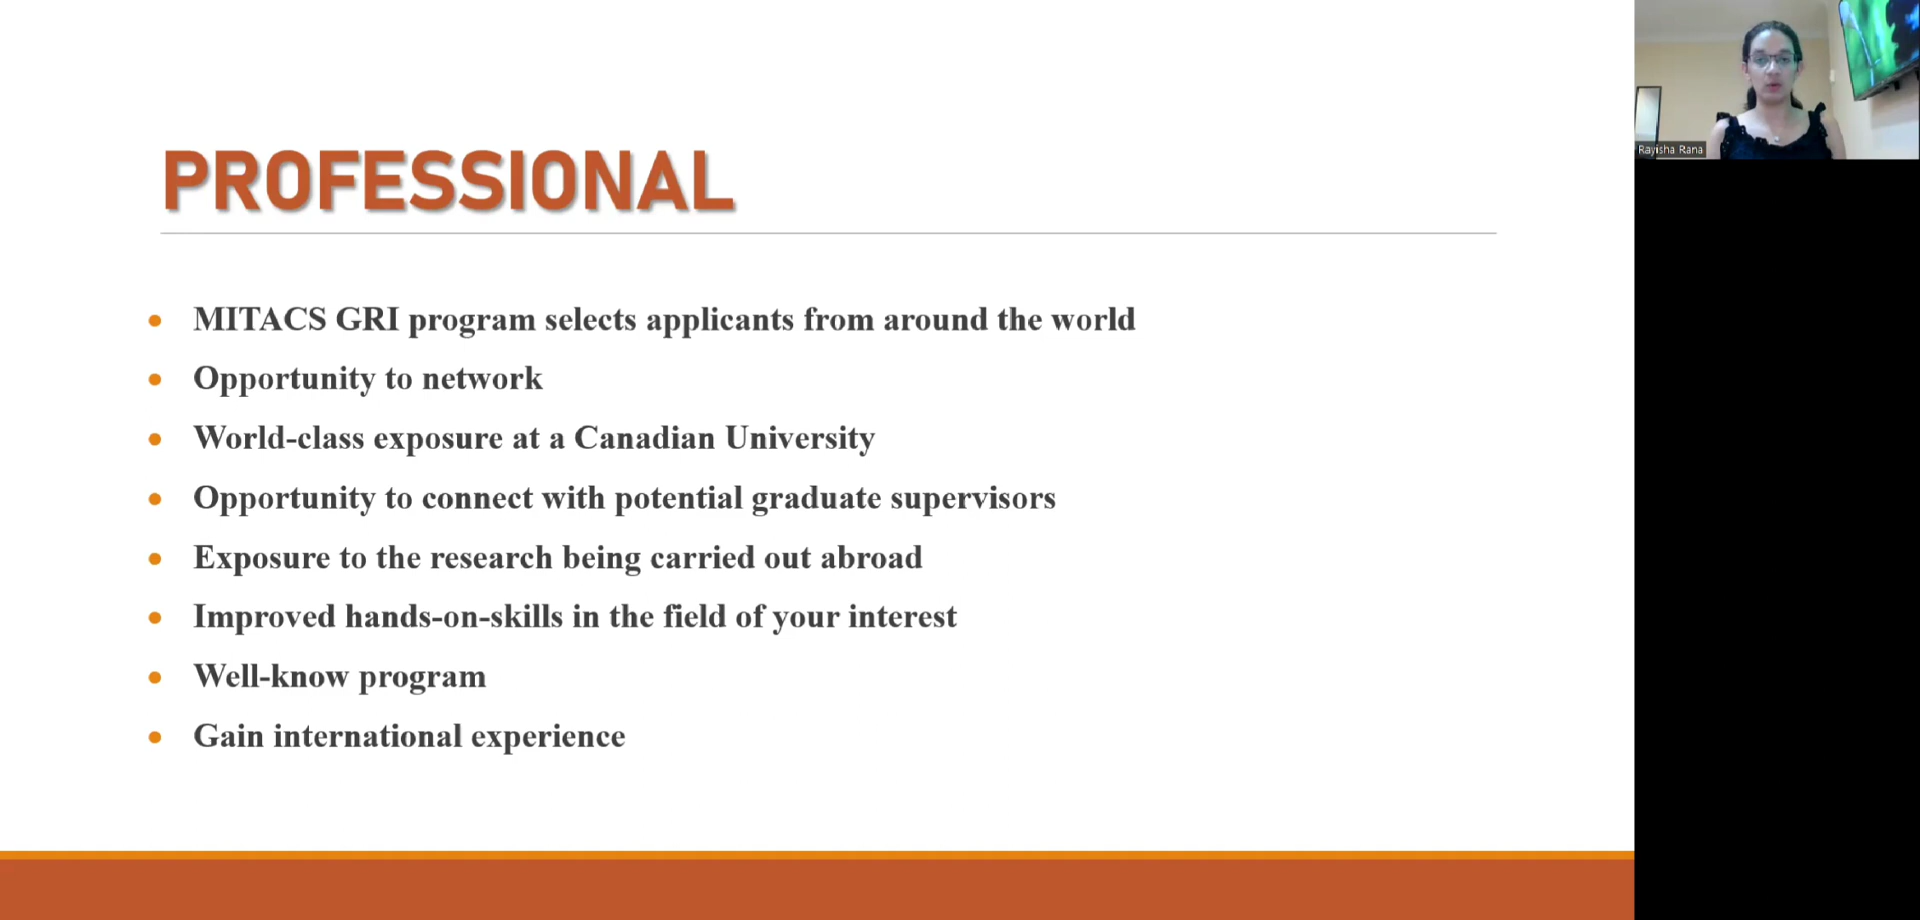 PROFESSIONAL
MITACS GRI program selects applicants from around the world
Opportunity to network
World-class exposure at a Canadian University
Opportunity to connect with potential graduate supervisors
Exposure to the research being carried out abroad
Improved hands-on-skills in the field of your interest
Well-know program
Gain international experience
Rayisha Rana